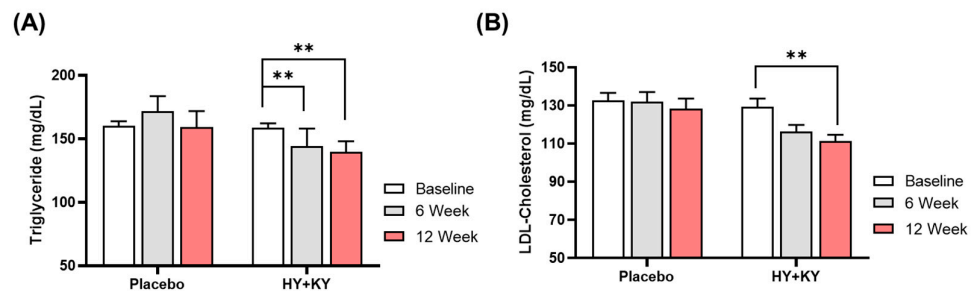 (A)
Triglyceride (mg/dL)
200
150
100
50
**
**
Placebo
HY+KY
Baseline
6 Week
12 Week
(B)
LDL-Cholesterol (mg/dL)
150
130
110
90
70
50
**
Placebo
HY+KY
Baseline
6 Week
12 Week